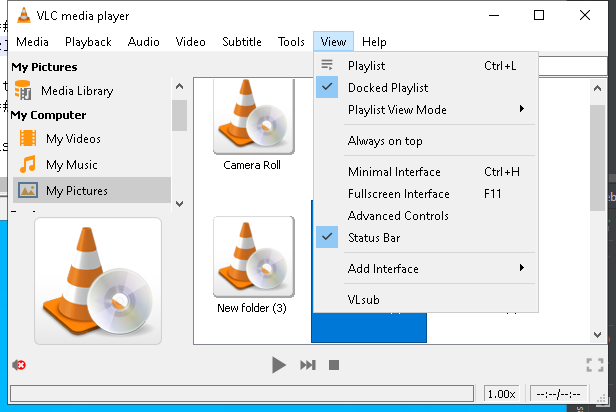 VLC media player
Media Playback Audio Video Subtitle Tools View Help
My Pictures
Media Library
My Computer
My Videos
My Music
My Pictures
Playlist Ctrl+L
Docked Playlist
Playlist View Mode
Always on top
Minimal Interface Ctrl+H
Fullscreen Interface F11
Advanced Controls
Status Bar
Add Interface
VLsub
Camera Roll
New folder (3)
1.00x --:--/--:--